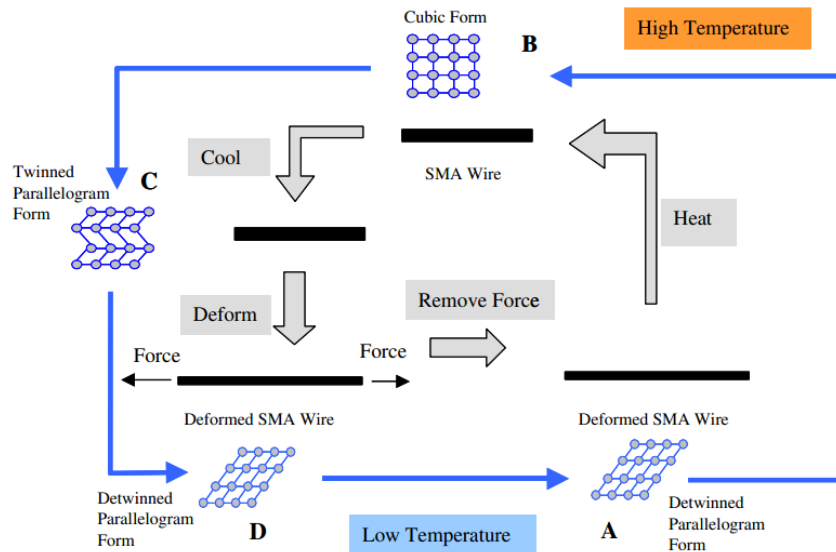 Cubic Form
B
High Temperature
Cool
SMA Wire
Twinned
Parallelogram
Form
C
Heat
Remove Force
Deform
Force
Force
Deformed SMA Wire
Deformed SMA Wire
Detwinned
Parallelogram
Form
D
Low Temperature
A
Detwinned
Parallelogram
Form